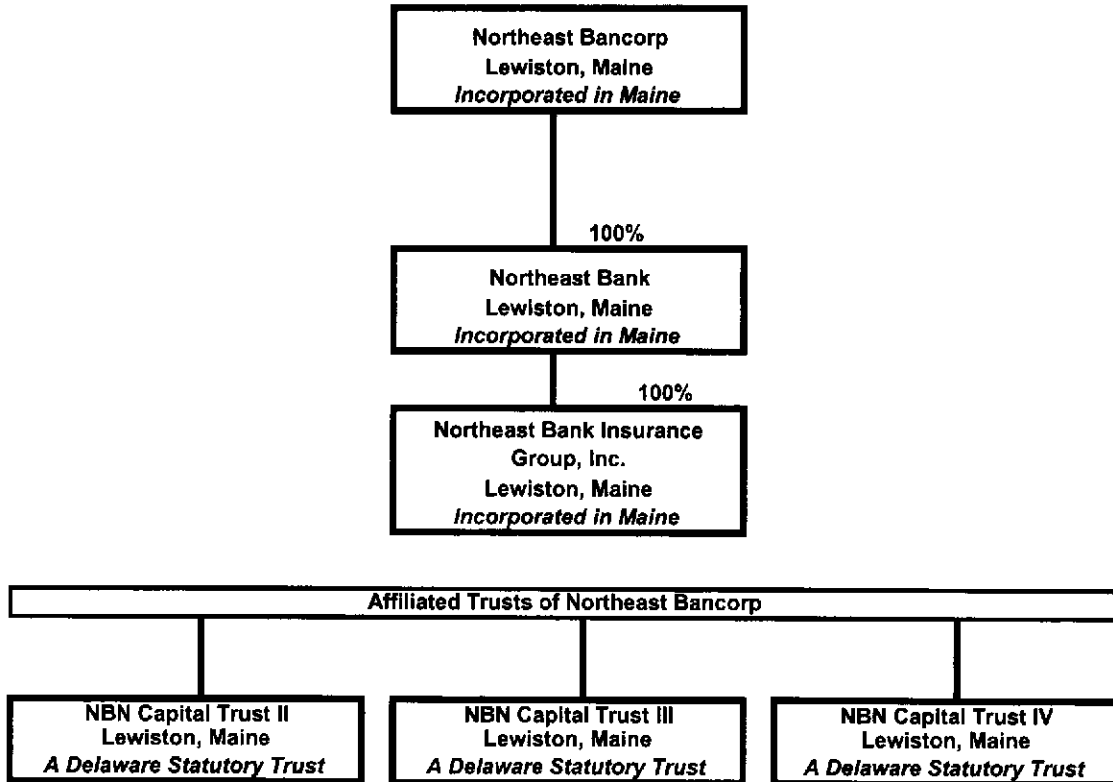 Northeast Bancorp
Lewiston, Maine
Incorporated in Maine
100%
Northeast Bank
Lewiston, Maine
Incorporated in Maine
100%
Northeast Bank Insurance
Group, Inc.
Lewiston, Maine
Incorporated in Maine
Affiliated Trusts of Northeast Bancorp
NBN Capital Trust II
Lewiston, Maine
A Delaware Statutory Trust
NBN Capital Trust III
Lewiston, Maine
A Delaware Statutory Trust
NBN Capital Trust IV
Lewiston, Maine
A Delaware Statutory Trust